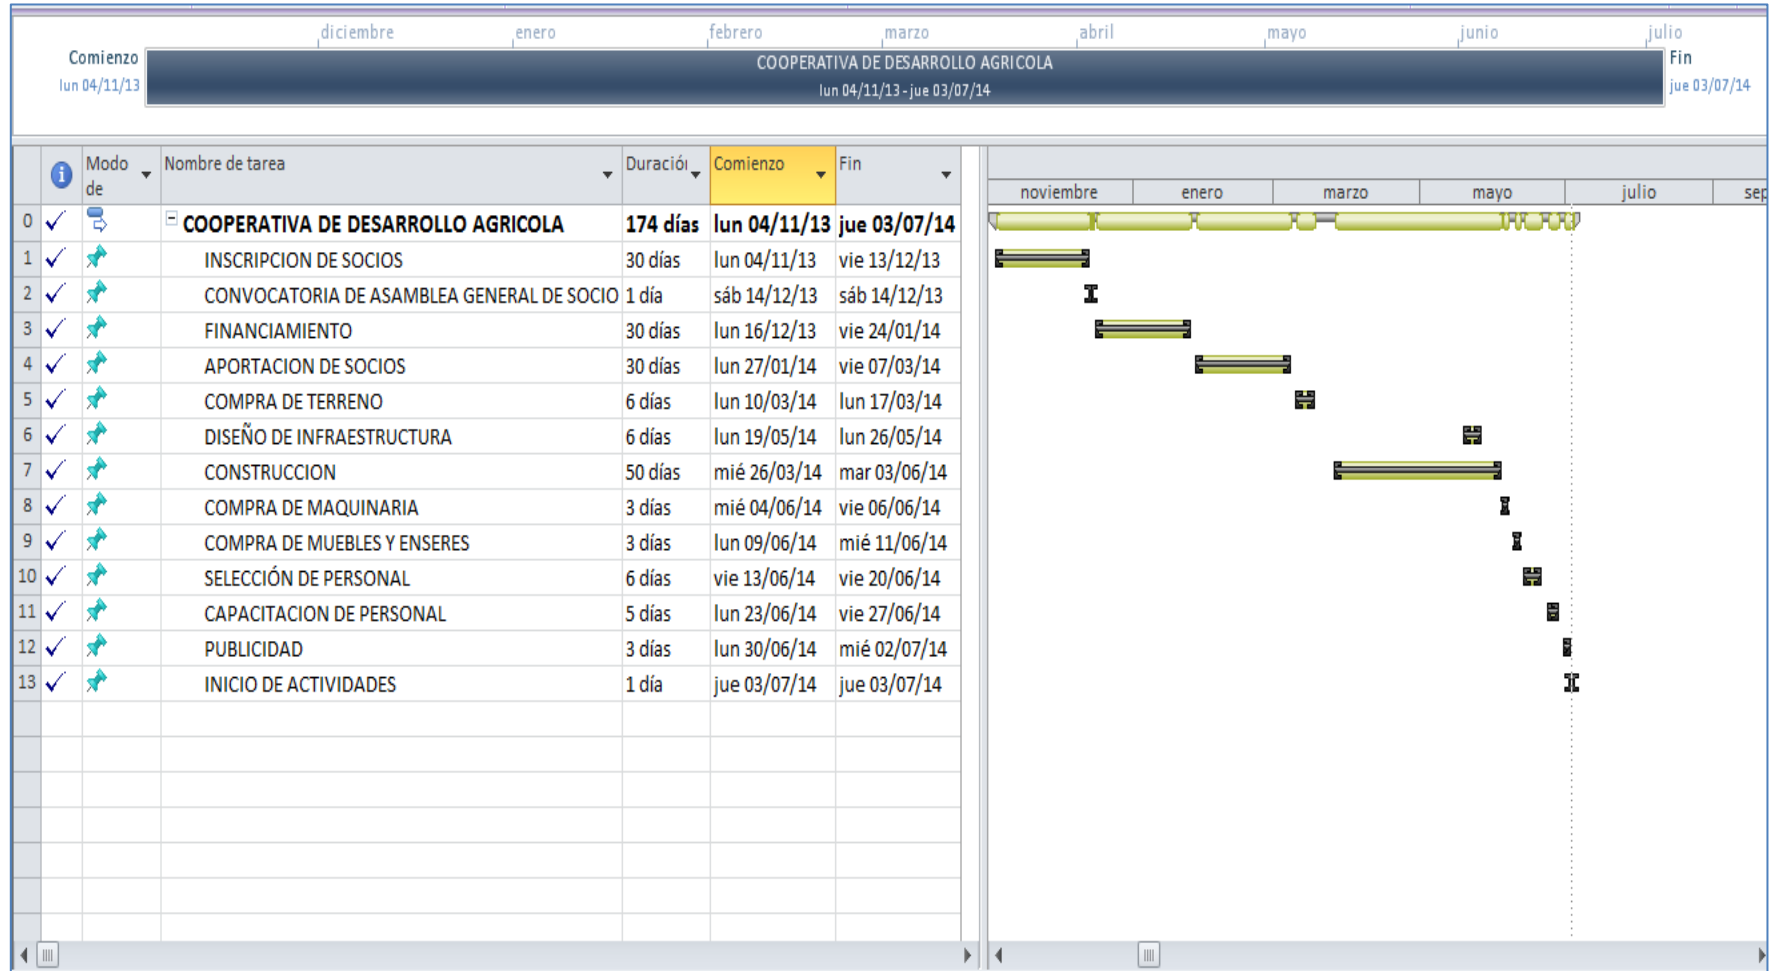 diciembre enero febrero marzo abril mayo junio julio
Comienzo
lun 04/11/13
COOPERATIVA DE DESARROLLO AGRICOLA
lun 04/11/13 - jue 03/07/14
Fin
jue 03/07/14
Modo de Nombre de tarea Duración Comienzo Fin
noviembre enero marzo mayo julio sep
0 COOPERATIVA DE DESARROLLO AGRICOLA 174 días lun 04/11/13 jue 03/07/14
1 INSCRIPCION DE SOCIOS 30 días lun 04/11/13 vie 13/12/13
2 CONVOCATORIA DE ASAMBLEA GENERAL DE SOCIO 1 día sáb 14/12/13 sáb 14/12/13
3 FINANCIAMIENTO 30 días lun 16/12/13 vie 24/01/14
4 APORTACION DE SOCIOS 30 días lun 27/01/14 vie 07/03/14
5 COMPRA DE TERRENO 6 días lun 10/03/14 lun 17/03/14
6 DISEÑO DE INFRAESTRUCTURA 6 días lun 19/05/14 lun 26/05/14
7 CONSTRUCCION 50 días mié 26/03/14 mar 03/06/14
8 COMPRA DE MAQUINARIA 3 días mié 04/06/14 vie 06/06/14
9 COMPRA DE MUEBLES Y ENSERES 3 días lun 09/06/14 mié 11/06/14
10 SELECCIÓN DE PERSONAL 6 días vie 13/06/14 vie 20/06/14
11 CAPACITACION DE PERSONAL 5 días lun 23/06/14 vie 27/06/14
12 PUBLICIDAD 3 días lun 30/06/14 mié 02/07/14
13 INICIO DE ACTIVIDADES 1 día jue 03/07/14 jue 03/07/14